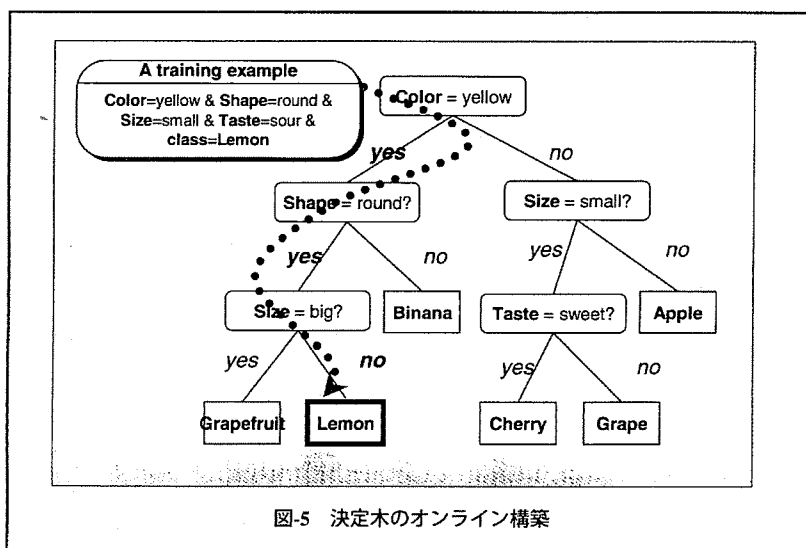 A training example
Color=yellow & Shape=round &
Size=small & Taste=sour &
class=Lemon
Color = yellow
yes
no
Shape = round?
Size = small?
yes
no
yes
no
Size = big?
Binana
Taste = sweet?
Apple
yes
no
yes
no
Grapefruit
Lemon
Cherry
Grape
図-5 決定木のオンライン構築